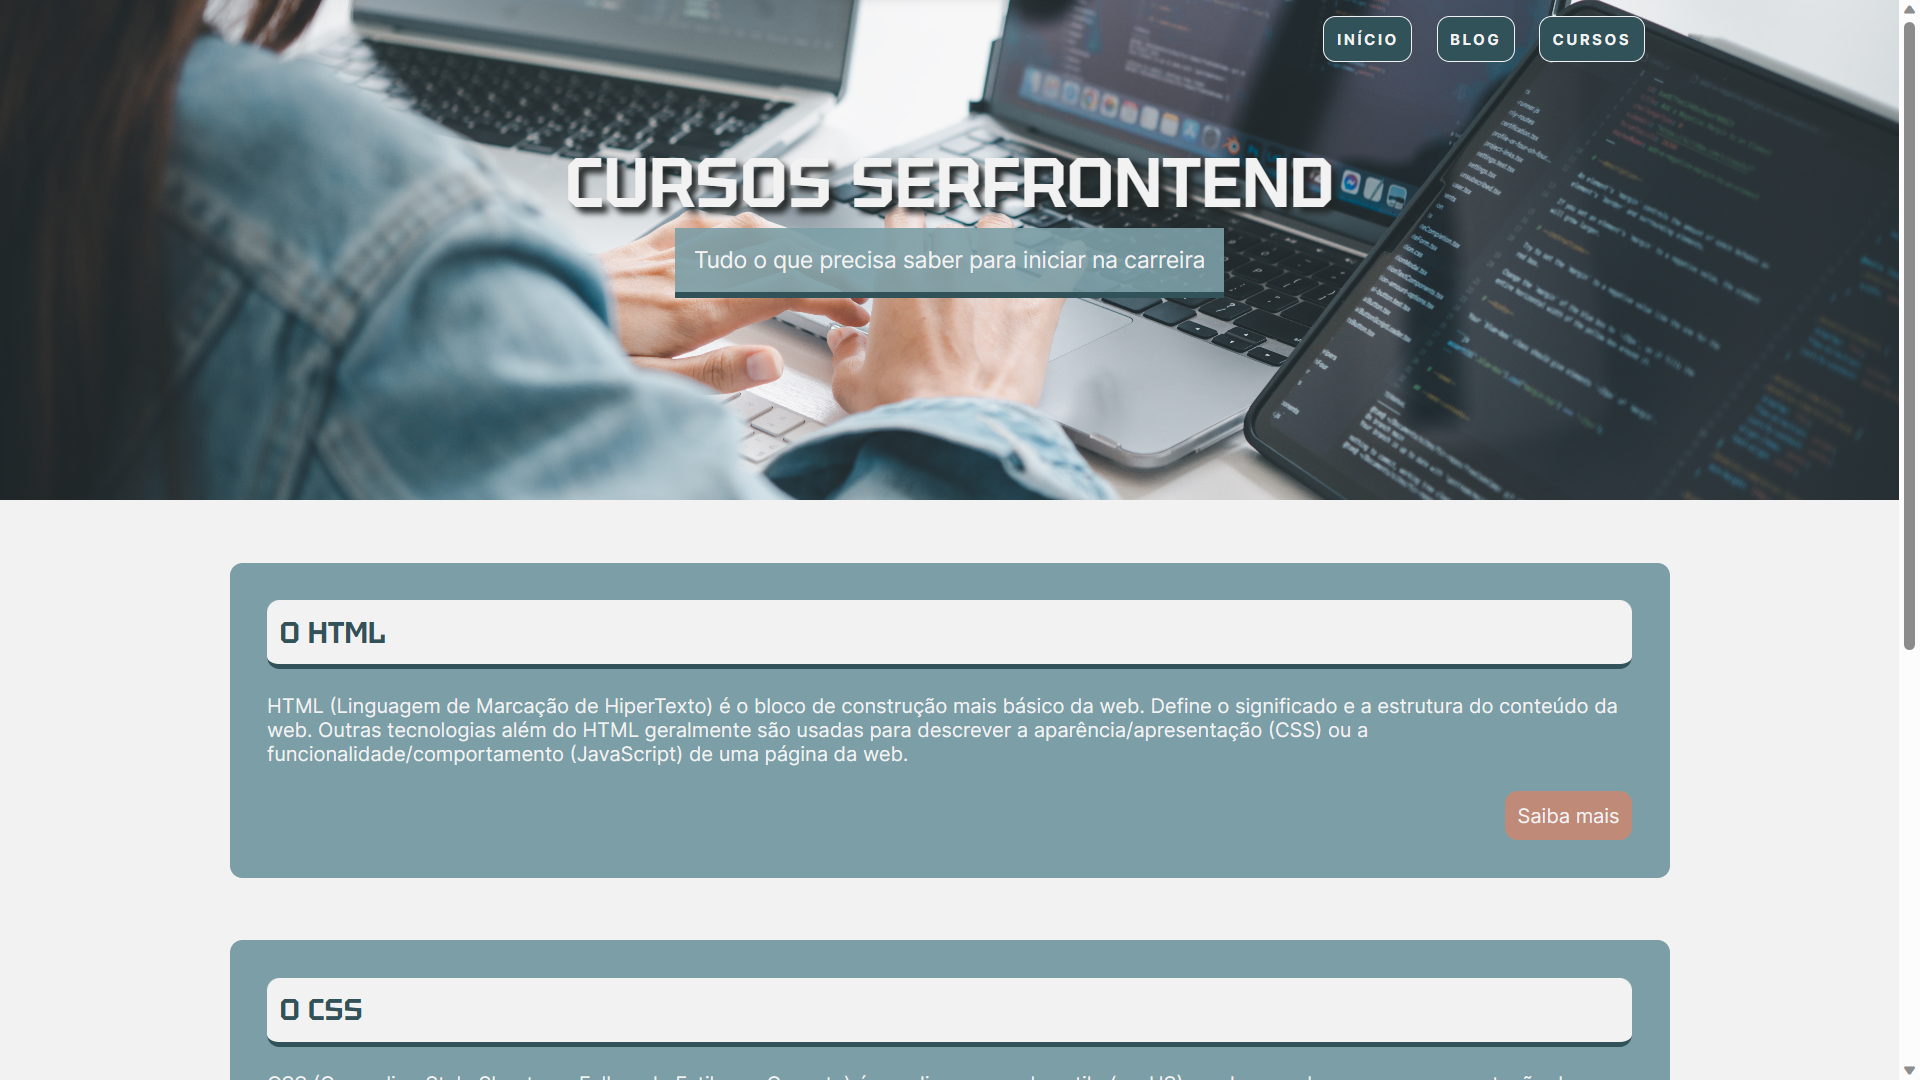 INÍCIO BLOG CURSOS
CURSOS SERFRONTEND
Tudo o que precisa saber para iniciar na carreira
O HTML
HTML (Linguagem de Marcação de HiperTexto) é o bloco de construção mais básico da web. Define o significado e a estrutura do conteúdo da
web. Outras tecnologias além do HTML geralmente são usadas para descrever a aparência/apresentação (CSS) ou a
funcionalidade/comportamento (JavaScript) de uma página da web.
Saiba mais
O CSS